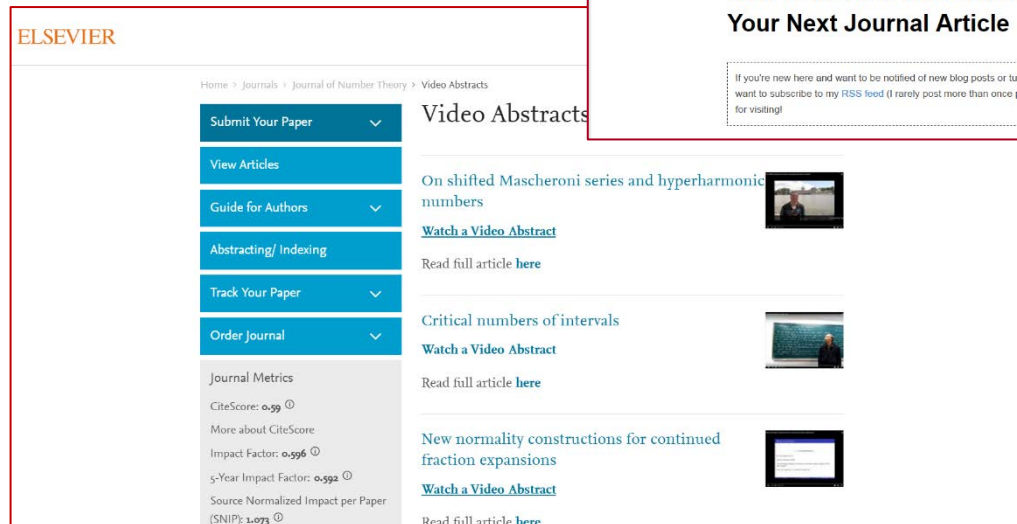 ELSEVIER
Your Next Journal Article
If you're new here and want to be notified of new blog posts or tu
want to subscribe to my RSS feed (I rarely post more than once p
for visiting!
Home > Journals > Journal of Number Theory > Video Abstracts
Submit Your Paper
View Articles
Guide for Authors
Abstracting/ Indexing
Track Your Paper
Order Journal
Journal Metrics
CiteScore: 0.59
More about CiteScore
Impact Factor: 0.596
5-Year Impact Factor: 0.592
Source Normalized Impact per Paper
(SNIP): 1.073
Video Abstracts
On shifted Mascheroni series and hyperharmonic
numbers
Watch a Video Abstract
Read full article here
Critical numbers of intervals
Watch a Video Abstract
Read full article here
New normality constructions for continued
fraction expansions
Watch a Video Abstract
Read full article here